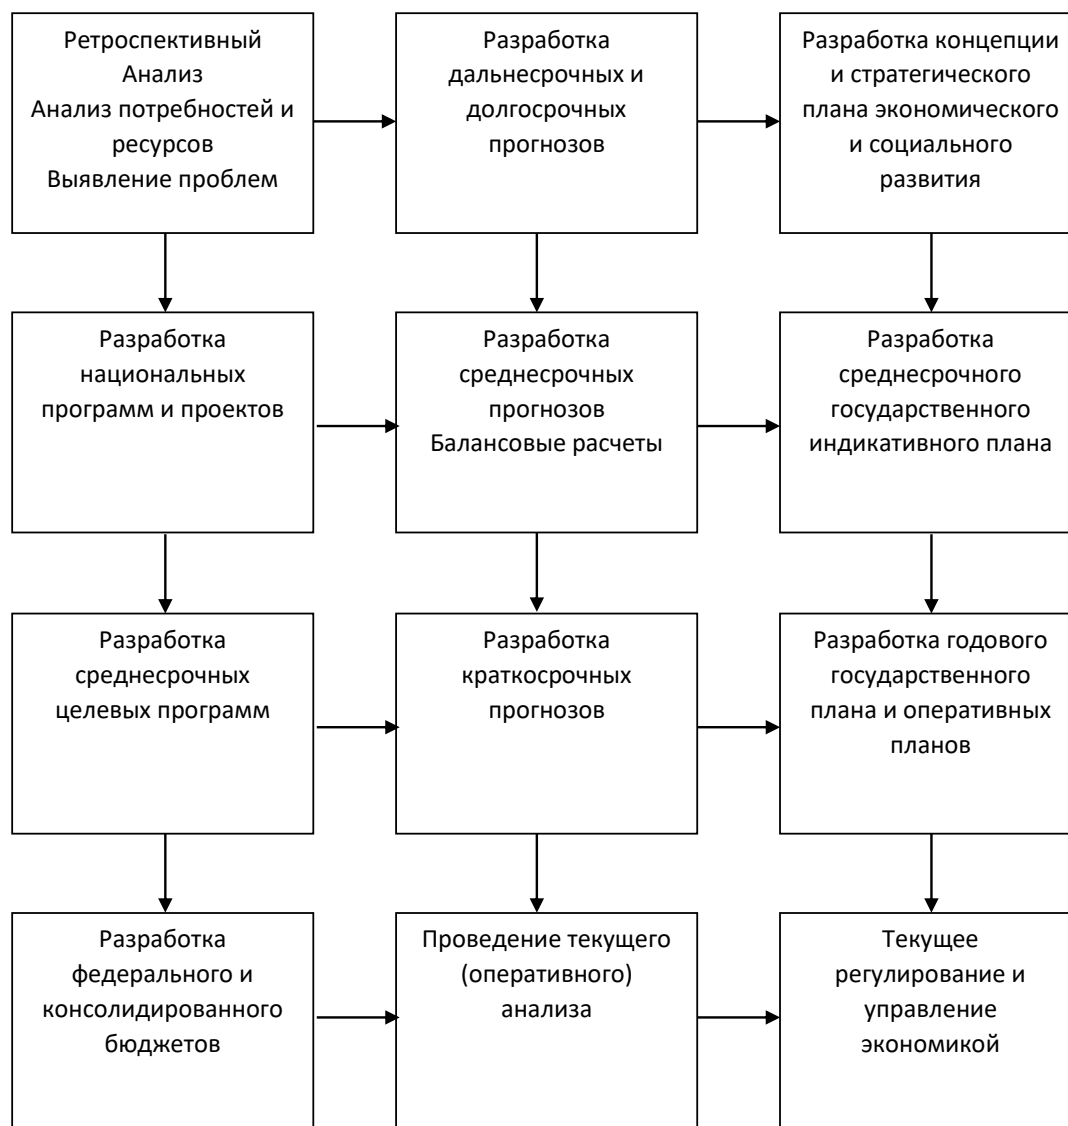 Ретроспективный
Анализ
Анализ потребностей и
ресурсов
Выявление проблем
Разработка
дальнесрочных и
долгосрочных
прогнозов
Разработка концепции
и стратегического
плана экономического
и социального
развития
Разработка
национальных
программ и проектов
Разработка
среднесрочных
прогнозов
Балансовые расчеты
Разработка
среднесрочного
государственного
индикативного плана
Разработка
среднесрочных
целевых программ
Разработка
краткосрочных
прогнозов
Разработка годового
государственного
плана и оперативных
планов
Разработка
федерального и
консолидированного
бюджетов
Проведение текущего
(оперативного)
анализа
Текущее
регулирование и
управление
экономикой